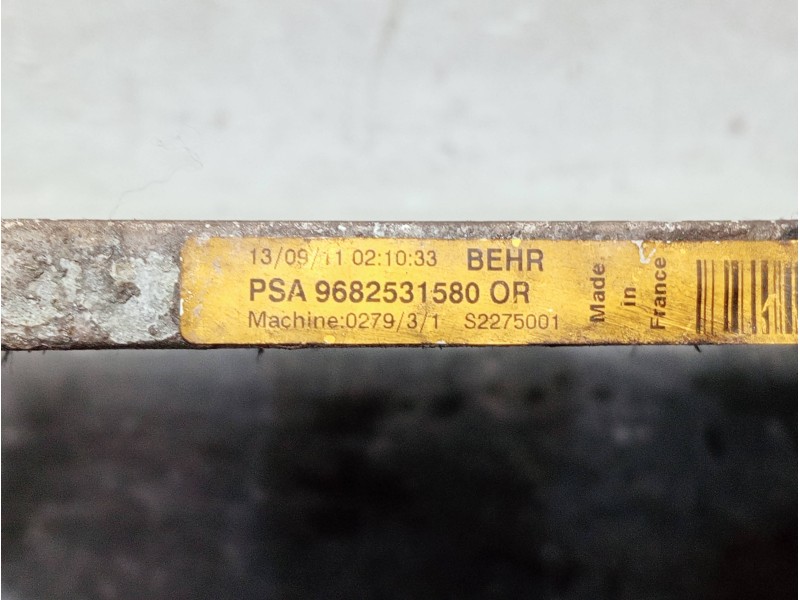 13/09/11 02:10:33 BEHR
PSA 9682531580 OR
Machine:0279/3/1 S2275001
Made
in
France